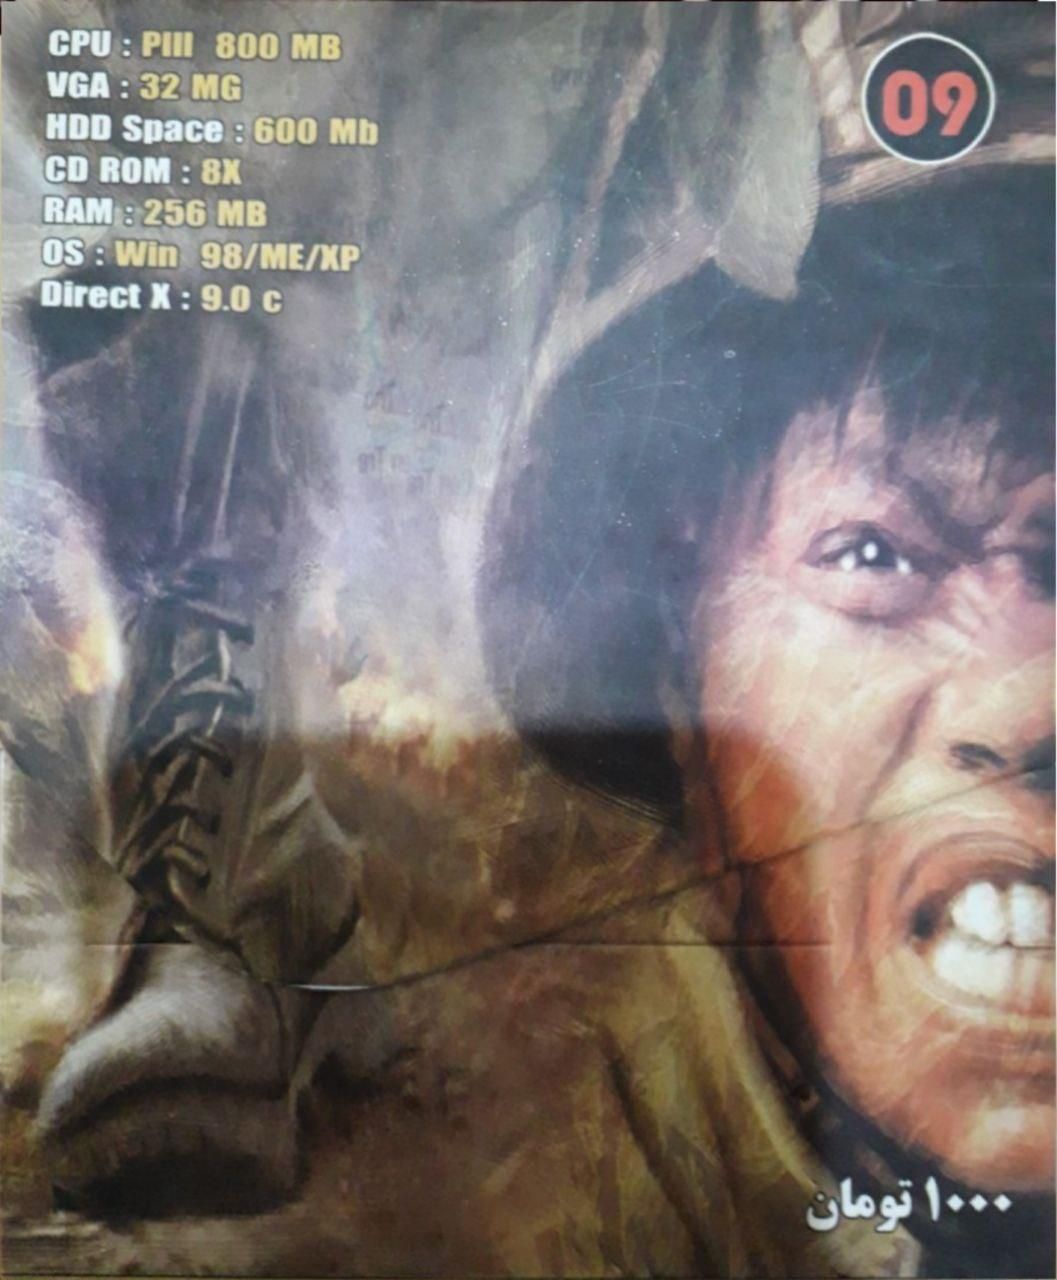 CPU : PIII 800 MB
09
VGA : 32 MG
HDD Space : 600 Mb
CD ROM : 8X
RAM : 256 MB
OS : Win 98/ME/XP
Direct X : 9.0 c
۱۰۰۰ تومان